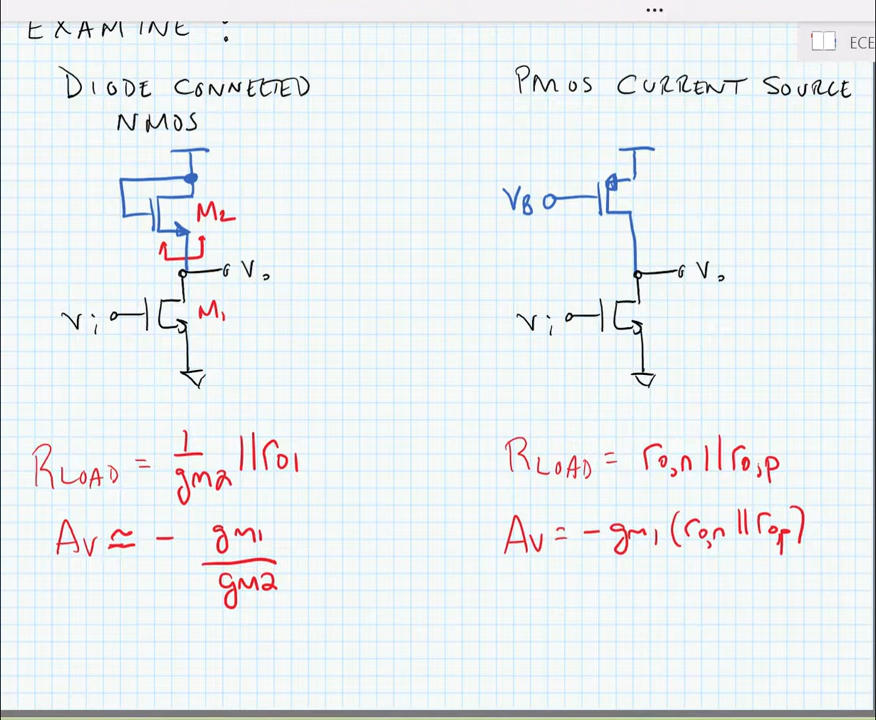 EXAMINE :
ECE
DIODE CONNECTED
NMOS
M2
Vo
Vi
M1
RLOAD = 1/gm2 || ro1
AV ≃ - gm1/gm2
PMOS CURRENT SOURCE
VB
Vo
Vi
RLOAD = ro,n || ro,p
AV = -gm1 (ro,n || ro,p)